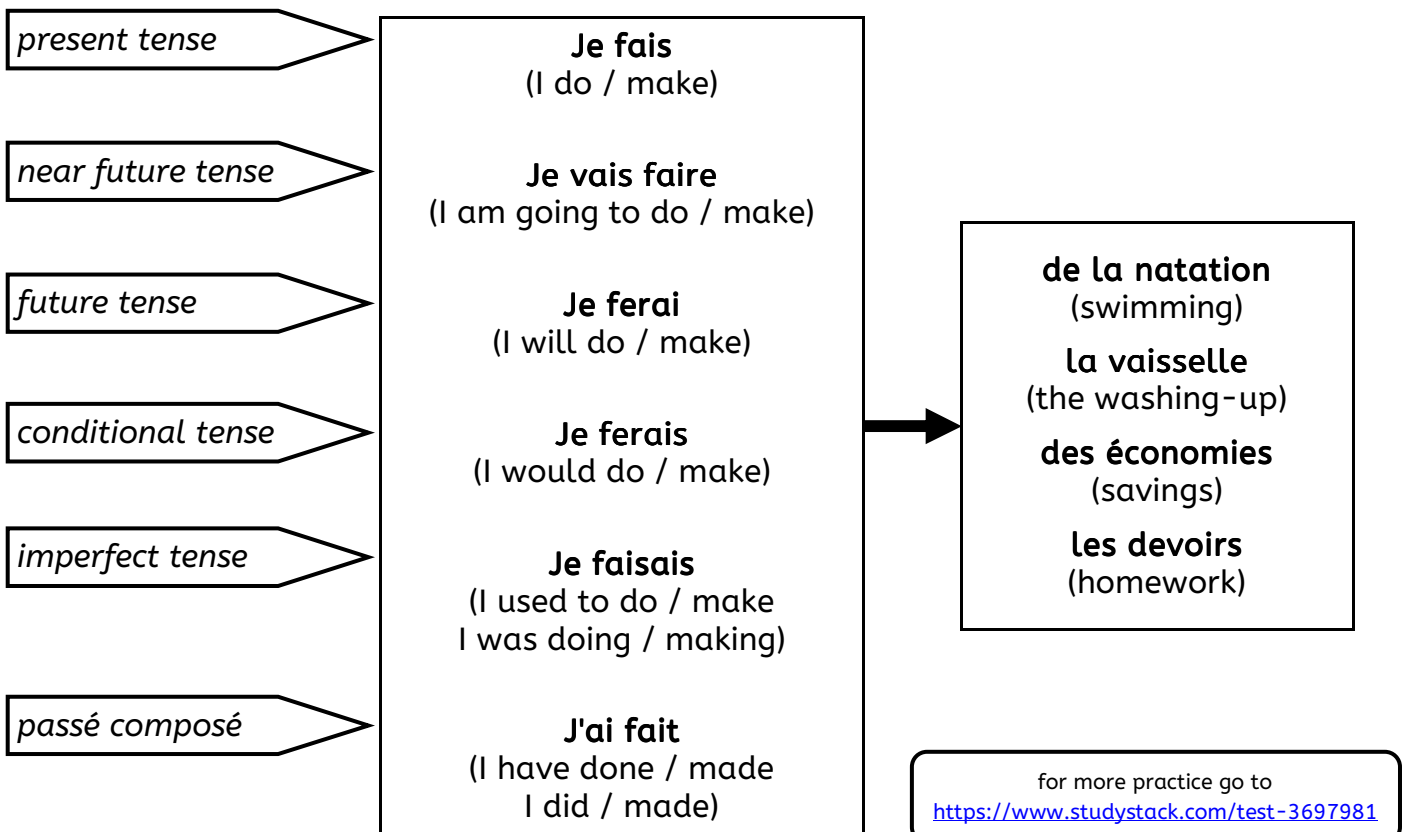 present tense
Je fais
(I do / make)
near future tense
Je vais faire
(I am going to do / make)
future tense
Je ferai
(I will do / make)
conditional tense
Je ferais
(I would do / make)
imperfect tense
Je faisais
(I used to do / make
I was doing / making)
passé composé
J'ai fait
(I have done / made
I did / made)
de la natation
(swimming)
la vaisselle
(the washing-up)
des économies
(savings)
les devoirs
(homework)
for more practice go to
https://www.studystack.com/test-3697981